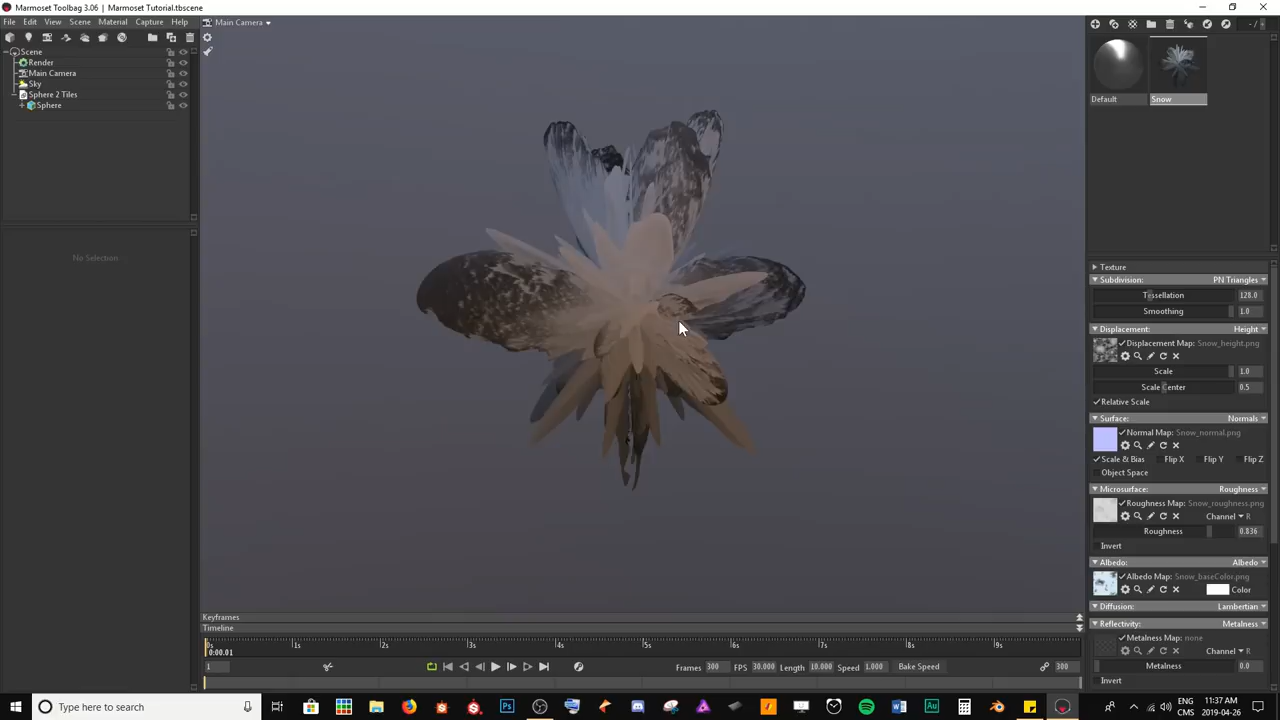 Marmoset Toolbag 3.06 | Marmoset Tutorial.tbscene
File Edit View Scene Material Capture Help
Main Camera
Scene
Render
Main Camera
Sky
Sphere 2 Tiles
Sphere
No Selection
Default
Snow
Texture
Subdivision: PN Triangles
Tessellation 128.0
Smoothing 1.0
Displacement: Height
Displacement Map: Snow_height.png
Scale 1.0
Scale Center 0.5
Relative Scale
Surface: Normals
Normal Map: Snow_normal.png
Scale & Bias Flip X Flip Y Flip Z
Object Space
Microsurface: Roughness
Roughness Map: Snow_roughness.png
Channel R
Roughness 0.836
Invert
Albedo: Albedo
Albedo Map: Snow_baseColor.png
Color
Diffusion: Lambertian
Reflectivity: Metalness
Metalness Map: none
Channel R
Metalness 0.0
Invert
Keyframes
Timeline
0s 1s 2s 3s 4s 5s 6s 7s 8s 9s
0:00.01
1 Frames 300 FPS 30.000 Length 10.000 Speed 1.000 Bake Speed 300
Type here to search
ENG 11:37 AM
CMS 2019-04-26